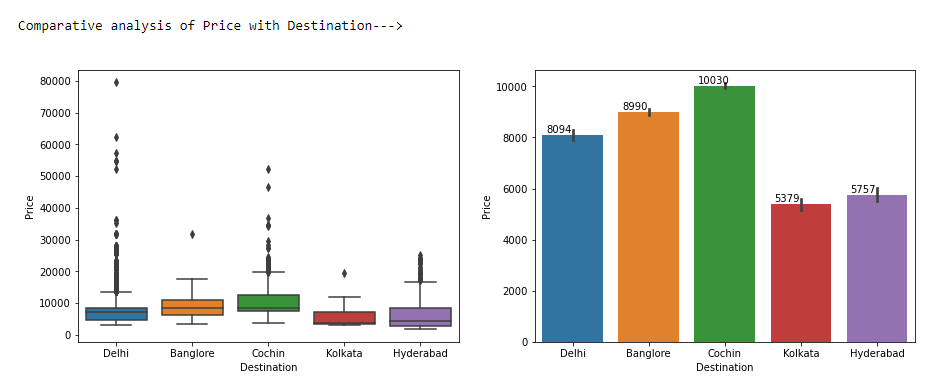 Comparative analysis of Price with Destination--->
80000
70000
60000
50000
40000
30000
20000
10000
0
Price
Delhi Banglore Cochin Kolkata Hyderabad
Destination
10000
8000
6000
4000
2000
0
Price
8094
8990
10030
5379
5757
Delhi Banglore Cochin Kolkata Hyderabad
Destination